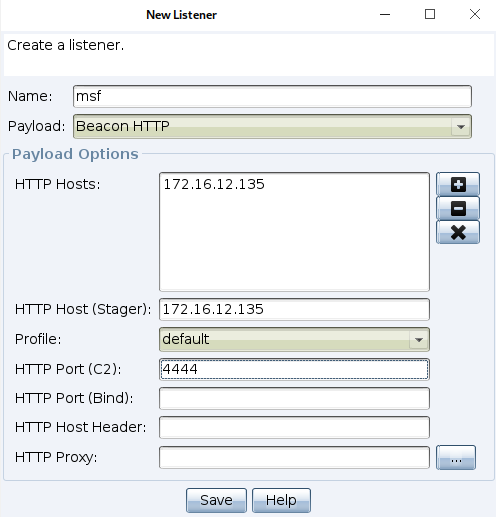 New Listener
Create a listener.
Name: msf
Payload: Beacon HTTP
Payload Options
HTTP Hosts: 172.16.12.135
HTTP Host (Stager): 172.16.12.135
Profile: default
HTTP Port (C2): 4444
HTTP Port (Bind):
HTTP Host Header:
HTTP Proxy: ...
Save Help